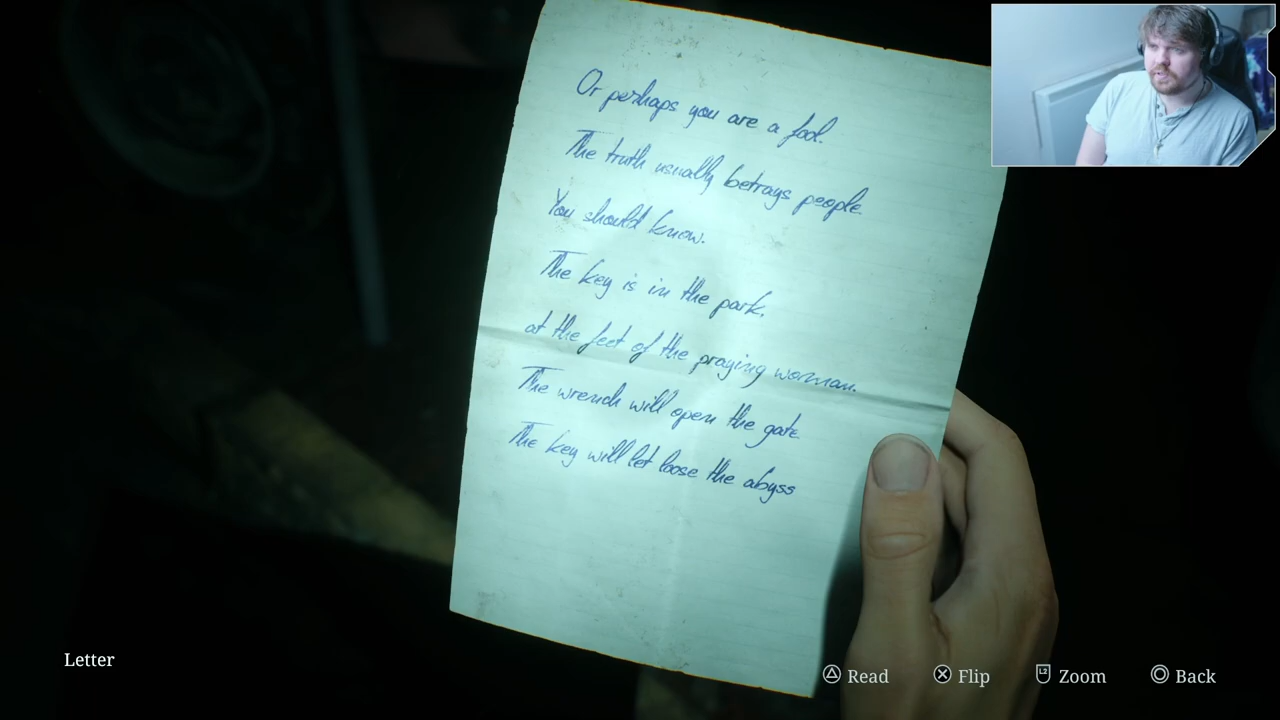 Or perhaps you are a fool.
The truth usually betrays people.
You should know.
The key is in the park,
at the feet of the praying woman.
The wrench will open the gate.
The key will let loose the abyss
Letter
Read
Flip
L2 Zoom
Back